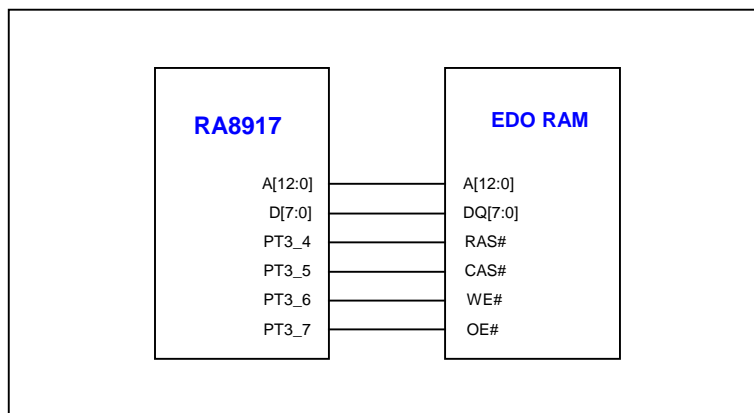 RA8917
EDO RAM
A[12:0]
A[12:0]
D[7:0]
DQ[7:0]
PT3_4
RAS#
PT3_5
CAS#
PT3_6
WE#
PT3_7
OE#